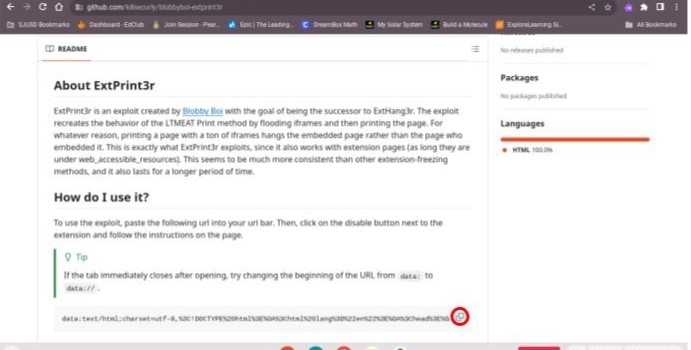 github.com/killsecurly/blobbyboi-extprint3r
SJUSD Bookmarks
Dashboard - EdClub
Join Session - Pear...
Epic | The Leading...
DreamBox Math
My Solar System
Build a Molecule
ExploreLearning Sl...
All Bookmarks
README
No releases published
About ExtPrint3r
Packages
No packages published
ExtPrint3r is an exploit created by Blobby Boi with the goal of being the successor to ExtHang3r. The exploit
recreates the behavior of the LTMEAT Print method by flooding iframes and then printing the page. For
whatever reason, printing a page with a ton of iframes hangs the embedded page rather than the page who
embedded it. This is exactly what ExtPrint3r exploits, since it also works with extension pages (as long they are
under web_accessible_resources). This seems to be much more consistent than other extension-freezing
methods, and it also lasts for a longer period of time.
Languages
HTML 100.0%
How do I use it?
To use the exploit, paste the following url into your url bar. Then, click on the disable button next to the
extension and follow the instructions on the page.
Tip
If the tab immediately closes after opening, try changing the beginning of the URL from data: to
data:// .
data:text/html;charset=utf-8,%3C!DOCTYPE%20html%3E%0A%3Chtml%20lang%3D%22en%22%3E%0A%3Chead%3E%0